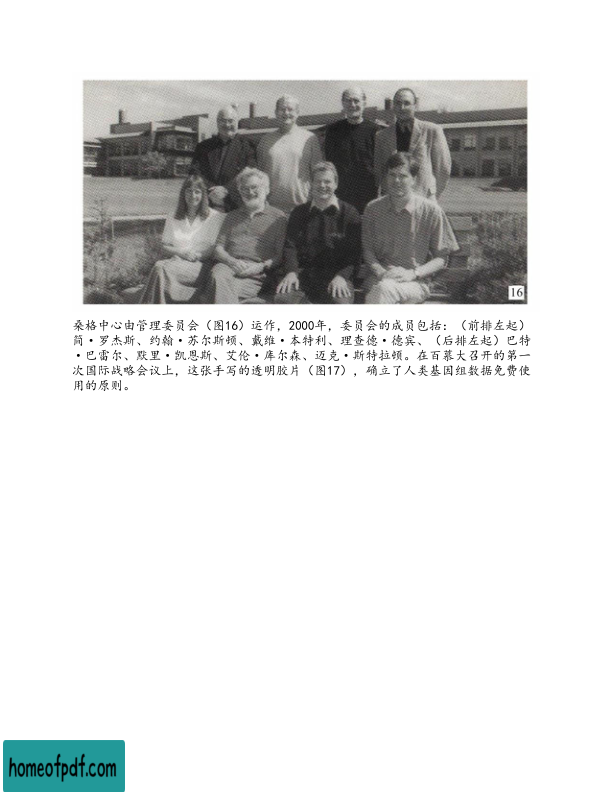 16
桑格中心由管理委员会（图16）运作，2000年，委员会的成员包括：（前排左起）
简·罗杰斯、约翰·苏尔斯顿、戴维·本特利、理查德·德宾、（后排左起）巴特
·巴雷尔、默里·凯恩斯、艾伦·库尔森、迈克·斯特拉顿。在百慕大召开的第一
次国际战略会议上，这张手写的透明胶片（图17），确立了人类基因组数据免费使
用的原则。
homeofpdf.com